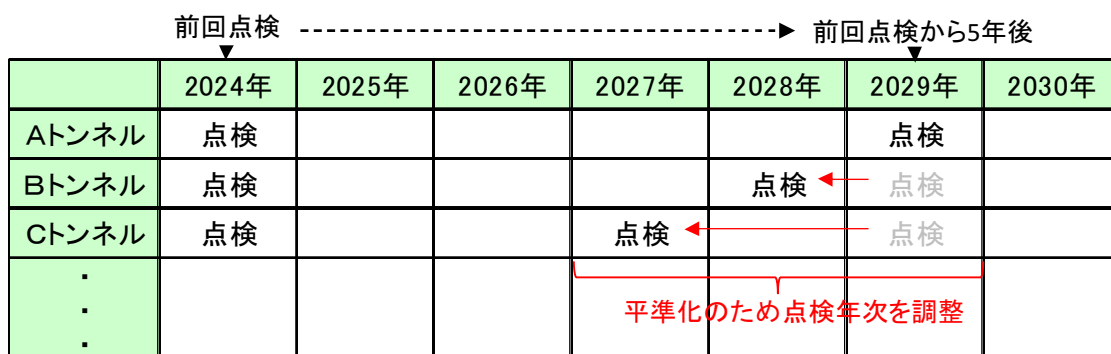 前回点検 前回点検から5年後
2024年 2025年 2026年 2027年 2028年 2029年 2030年
Aトンネル 点検 点検
Bトンネル 点検 点検 点検
Cトンネル 点検 点検 点検
・
・ 平準化のため点検年次を調整
・